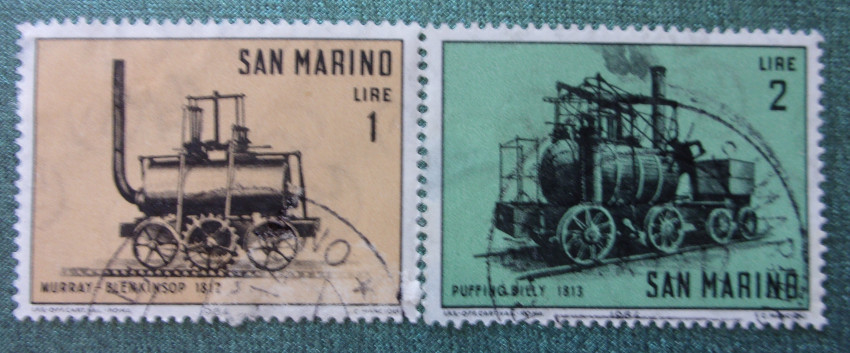 SAN MARINO
LIRE
1
MURRAY-BLENKINSOP 1812
LIRE
2
PUFFING BILLY 1813
SAN MARINO